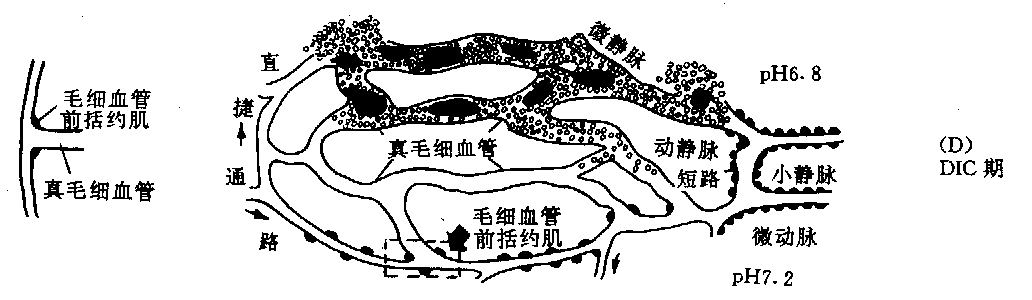 毛细血管
前括约肌
真毛细血管
直
捷
通
路
微静脉
真毛细血管
毛细血管
前括约肌
动静脉
短路
小静脉
微动脉
pH6.8
pH7.2
(D)
DIC 期